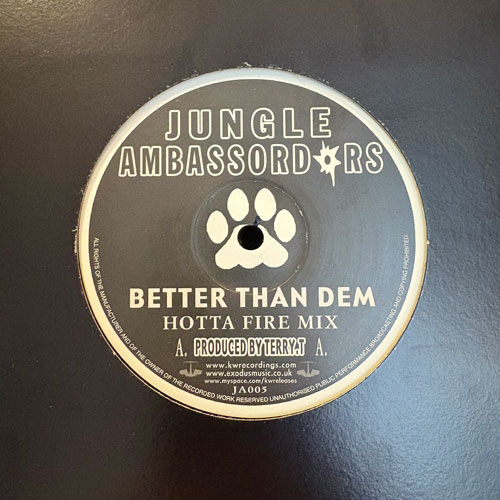 JUNGLE
AMBASSORDORS
BETTER THAN DEM
HOTTA FIRE MIX
A. PRODUCED BY TERRY.T A.
www.kwrecordings.com
www.exodusmusic.co.uk
www.myspace.com/kwreleases
JA005
ALL RIGHTS OF THE MANUFACTURER AND OF THE OWNER OF THE RECORDED WORK RESERVED UNAUTHORISED PUBLIC PERFORMANCE BROADCASTING AND COPYING PROHIBITED